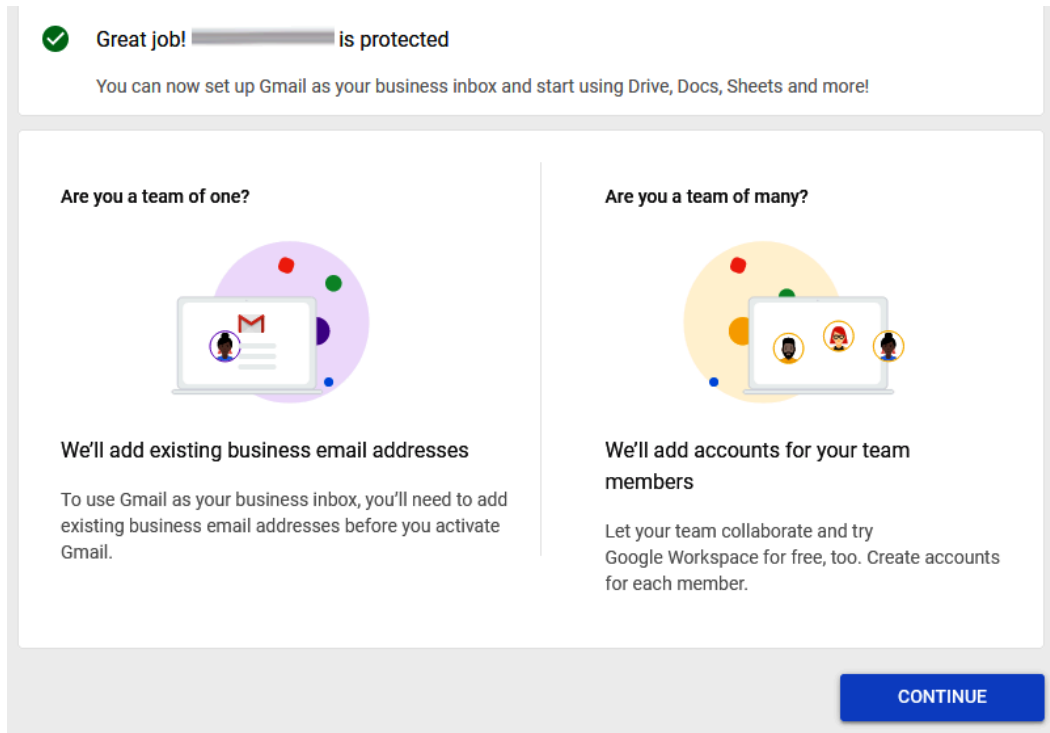 Great job! is protected
You can now set up Gmail as your business inbox and start using Drive, Docs, Sheets and more!
Are you a team of one?
We'll add existing business email addresses
To use Gmail as your business inbox, you'll need to add
existing business email addresses before you activate
Gmail.
Are you a team of many?
We'll add accounts for your team
members
Let your team collaborate and try
Google Workspace for free, too. Create accounts
for each member.
CONTINUE